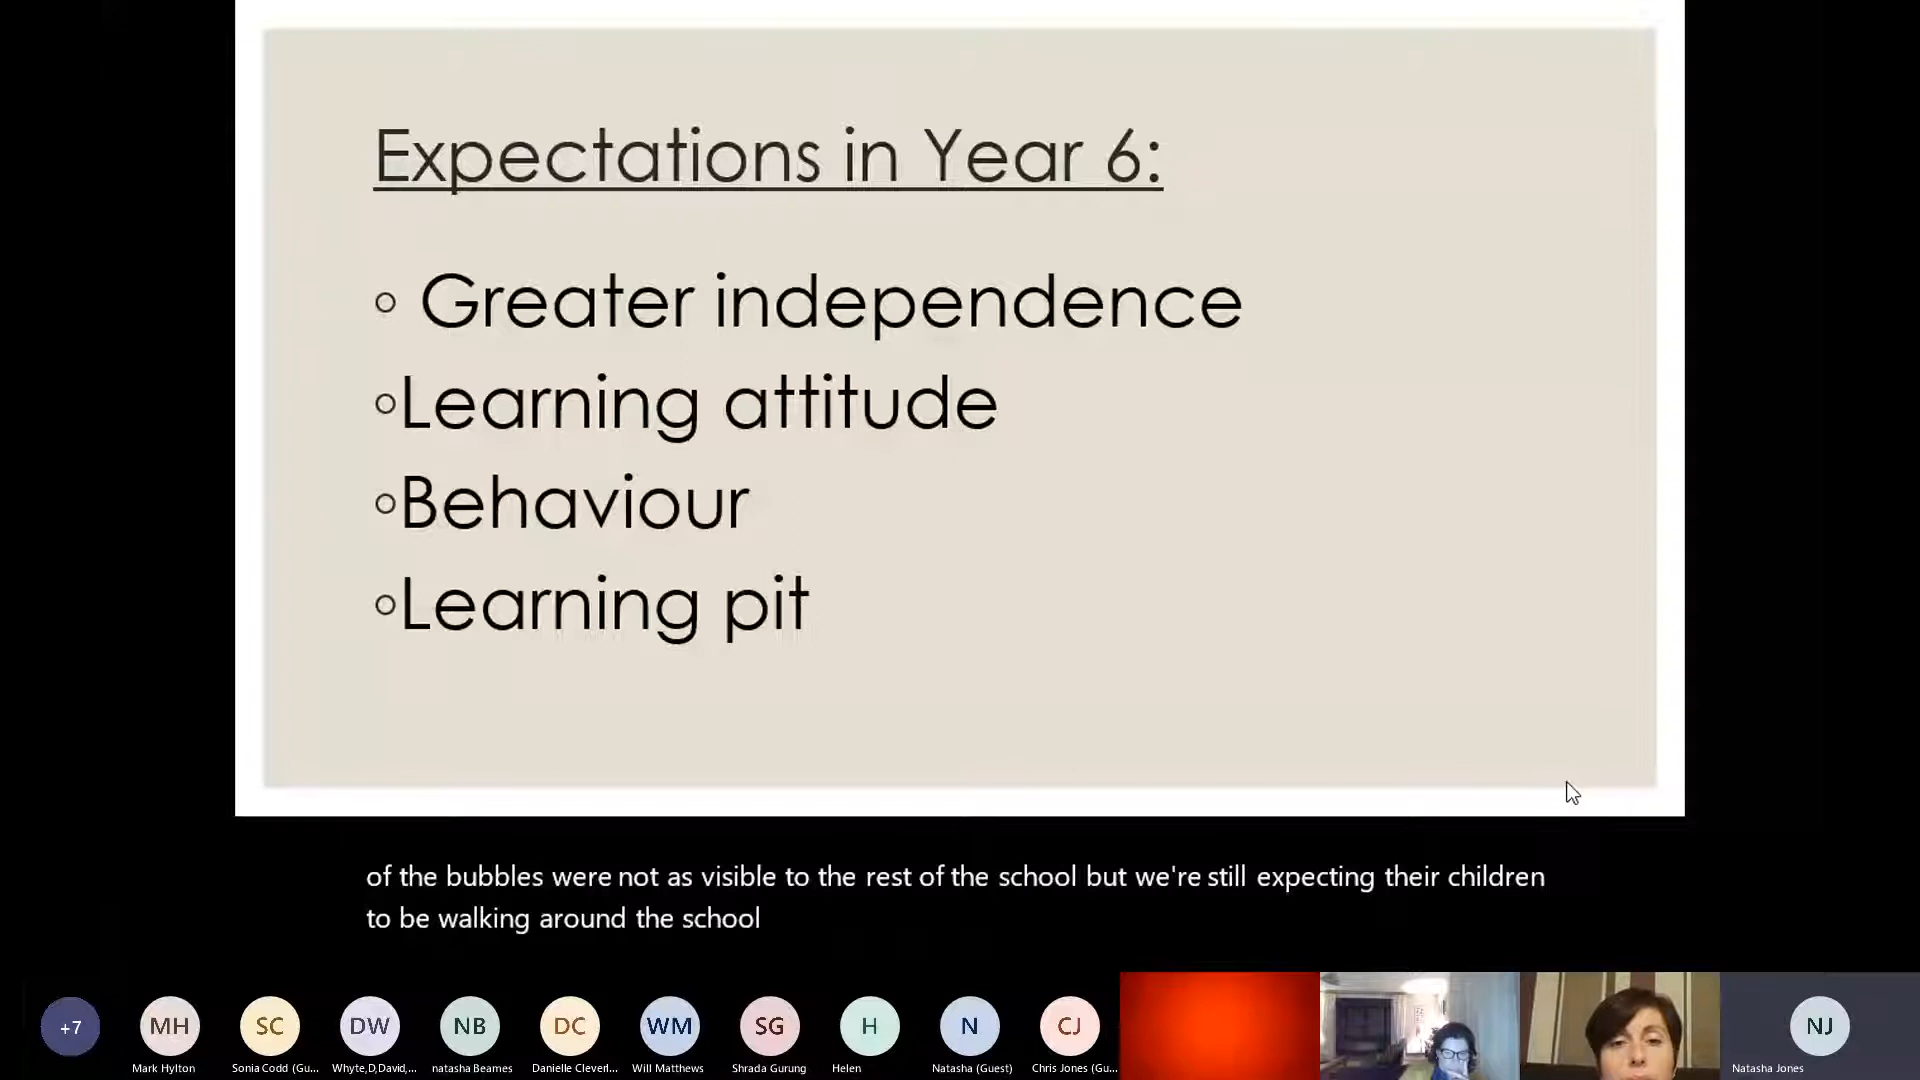 Expectations in Year 6:
◦ Greater independence
◦Learning attitude
◦Behaviour
◦Learning pit
of the bubbles were not as visible to the rest of the school but we're still expecting their children
to be walking around the school
+7
MH
SC
DW
NB
DC
WM
SG
H
N
CJ
NJ
Mark Hylton
Sonia Codd (Gu...
Whyte,D,David,...
natasha Beames
Danielle Cleverl...
Will Matthews
Shrada Gurung
Helen
Natasha (Guest)
Chris Jones (Gu...
Natasha Jones